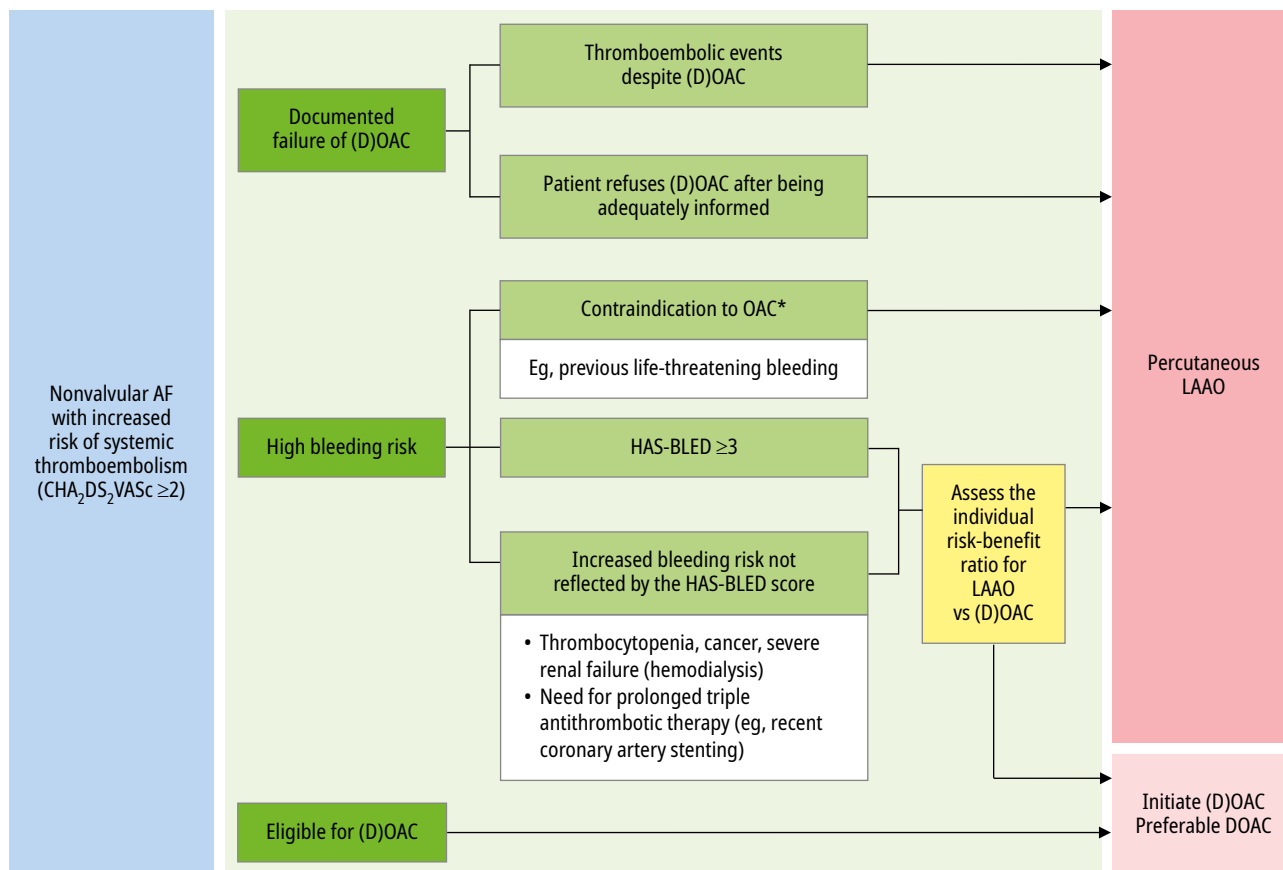 Nonvalvular AF
with increased
risk of systemic
thromboembolism
(CHA₂DS₂VASc ≥2)
Documented
failure of (D)OAC
Thromboembolic events
despite (D)OAC
Patient refuses (D)OAC after being
adequately informed
High bleeding risk
Contraindication to OAC*
Eg, previous life-threatening bleeding
HAS-BLED ≥3
Increased bleeding risk not
reflected by the HAS-BLED score
• Thrombocytopenia, cancer, severe
renal failure (hemodialysis)
• Need for prolonged triple
antithrombotic therapy (eg, recent
coronary artery stenting)
Assess the
individual
risk-benefit
ratio for
LAAO
vs (D)OAC
Percutaneous
LAAO
Eligible for (D)OAC
Initiate (D)OAC
Preferable DOAC